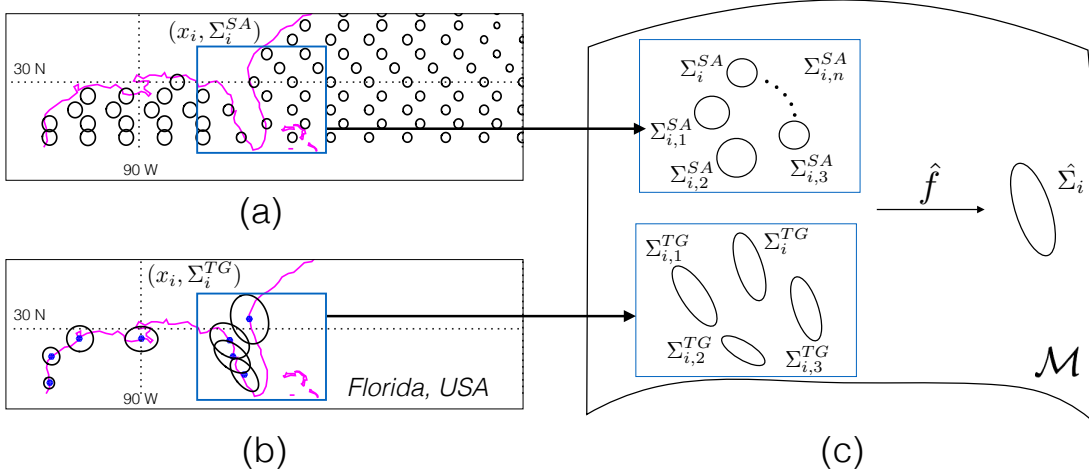 (x_i, Σ_i^{SA})
30 N
90 W
(a)
(x_i, Σ_i^{TG})
30 N
90 W
Florida, USA
(b)
Σ_i^{SA}
Σ_{i,n}^{SA}
Σ_{i,1}^{SA}
Σ_{i,2}^{SA}
Σ_{i,3}^{SA}
Σ_{i,1}^{TG}
Σ_i^{TG}
Σ_{i,2}^{TG}
Σ_{i,3}^{TG}
f̂
Σ̂_i
ℳ
(c)